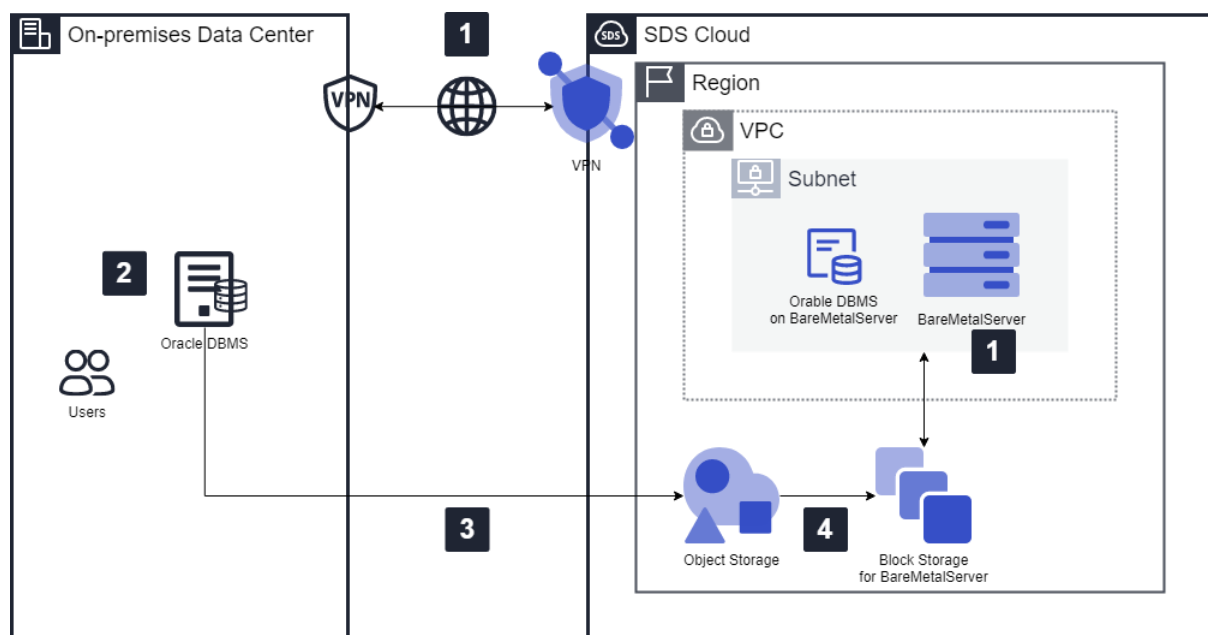 On-premises Data Center
1
SDS
SDS Cloud
Region
VPN
VPN
VPC
Subnet
2
Oracle DBMS
Orable DBMS
on BareMetalServer
BareMetalServer
1
Users
3
4
Object Storage
Block Storage
for BareMetalServer